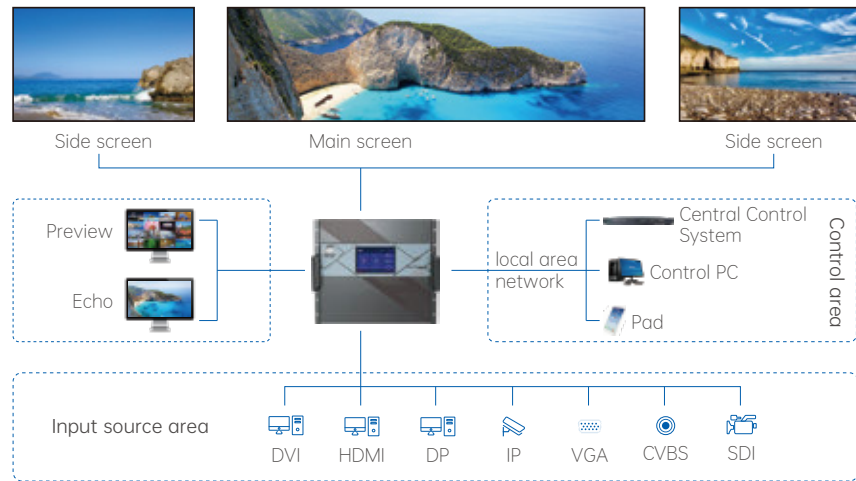 Side screen
Main screen
Side screen
Preview
Echo
local area
network
Central Control
System
Control PC
Pad
Control area
Input source area
DVI
HDMI
DP
IP
VGA
CVBS
SDI